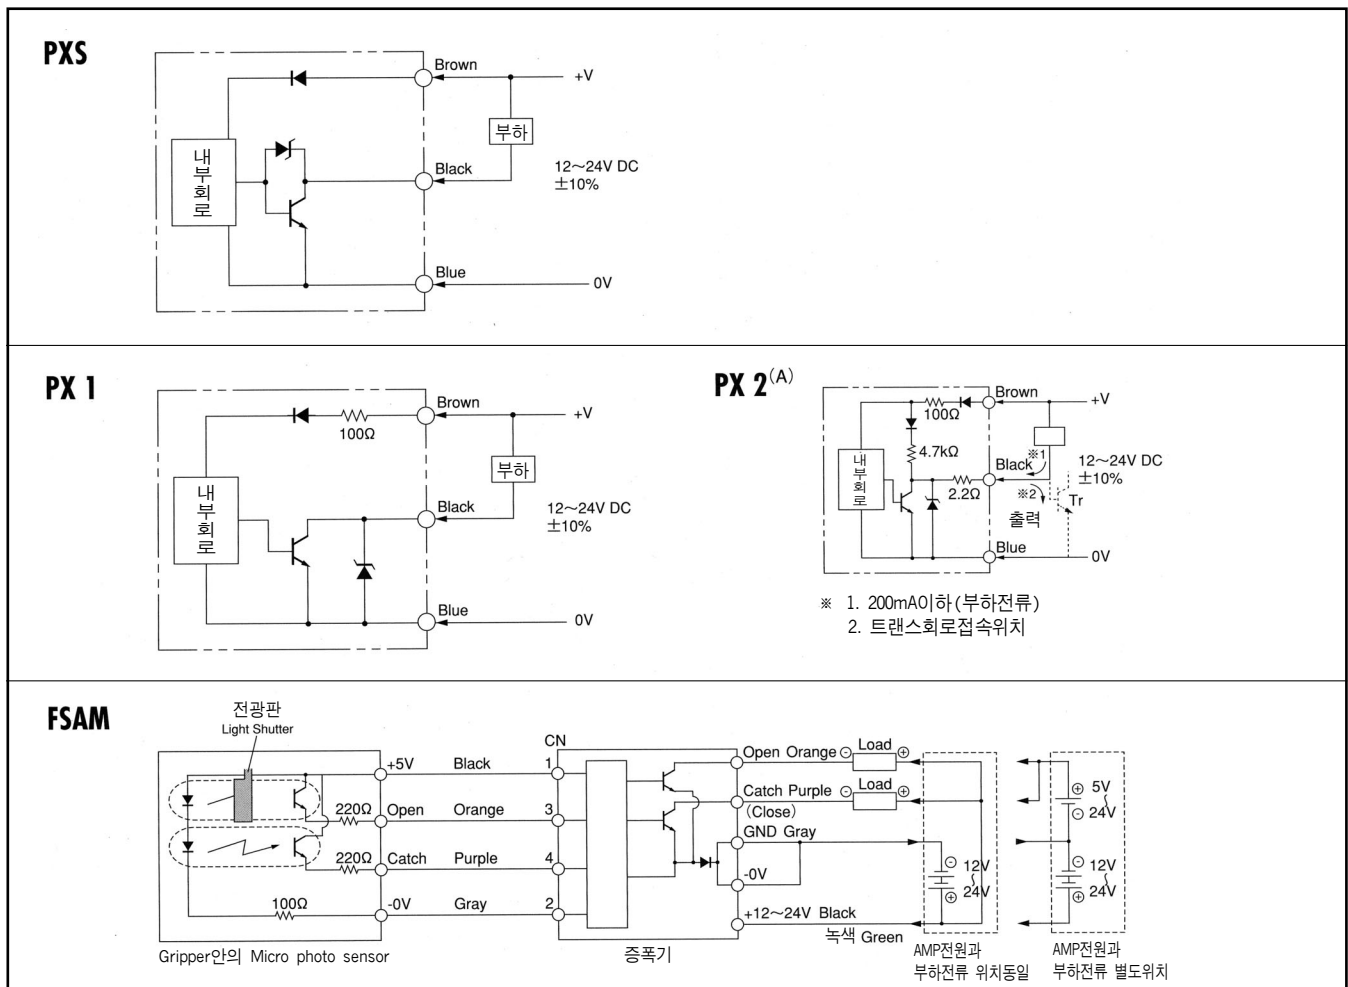 PXS
Brown
+V
부하
내부회로
Black
12~24V DC
±10%
Blue
0V
PX 1
Brown
+V
100Ω
부하
내부회로
Black
12~24V DC
±10%
Blue
0V
PX 2(A)
Brown
+V
100Ω
4.7kΩ
내부회로
Black
※1
12~24V DC
±10%
2.2Ω
※2
Tr
출력
Blue
0V
※ 1. 200mA이하(부하전류)
2. 트랜스회로접속위치
FSAM
전광판
Light Shutter
CN
+5V Black 1
220Ω Open Orange 3
220Ω Catch Purple 4
100Ω -0V Gray 2
Gripper안의 Micro photo sensor
증폭기
Open Orange ⊖ Load ⊕
Catch Purple ⊖ Load ⊕
(Close)
GND Gray
-0V
+12~24V Black
녹색 Green
⊖ 12V
~
⊕ 24V
AMP전원과
부하전류 위치동일
⊕ 5V
~
⊖ 24V
⊖ 12V
~
⊕ 24V
AMP전원과
부하전류 별도위치